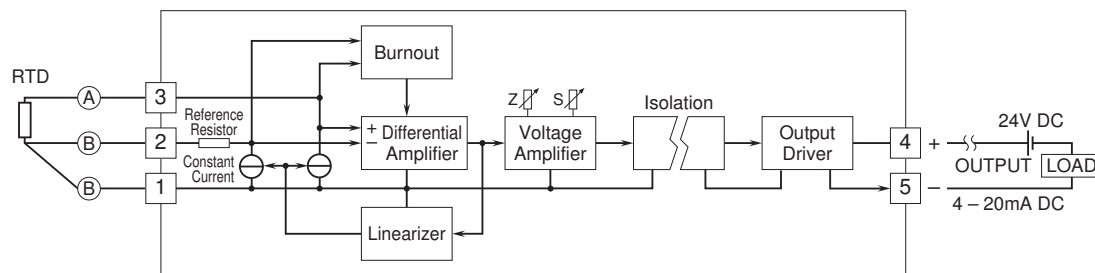 RTD
A
B
B
3
2
1
Reference
Resistor
Constant
Current
Burnout
+
−
Differential
Amplifier
Linearizer
Z
S
Voltage
Amplifier
Isolation
Output
Driver
4
5
+
−
24V DC
OUTPUT
LOAD
4 – 20mA DC